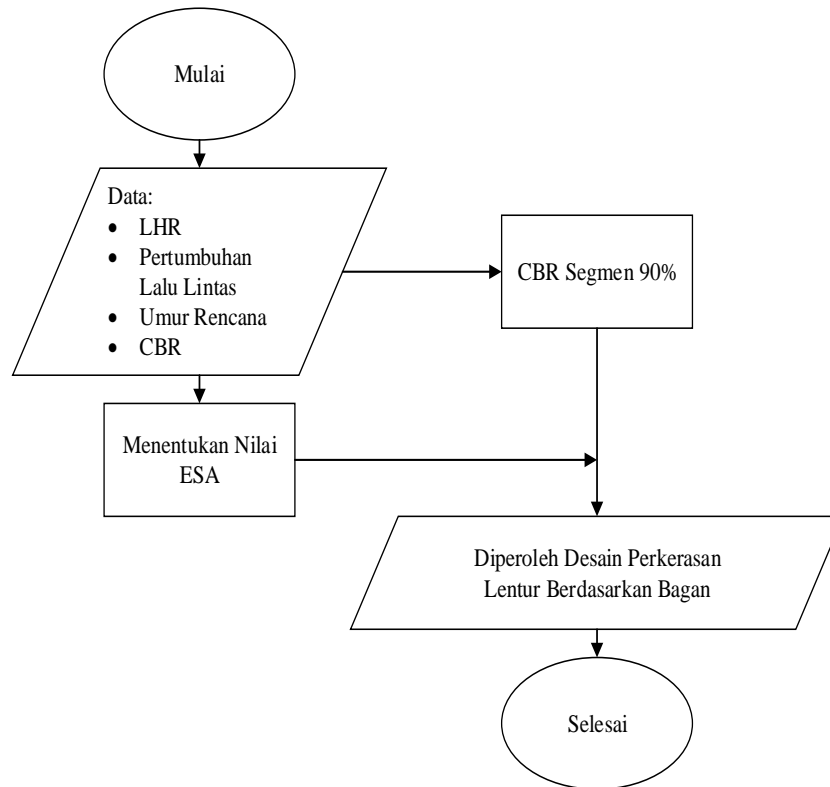 Mulai
Data:
• LHR
• Pertumbuhan
Lalu Lintas
• Umur Rencana
• CBR
CBR Segmen 90%
Menentukan Nilai
ESA
Diperoleh Desain Perkerasan
Lentur Berdasarkan Bagan
Selesai